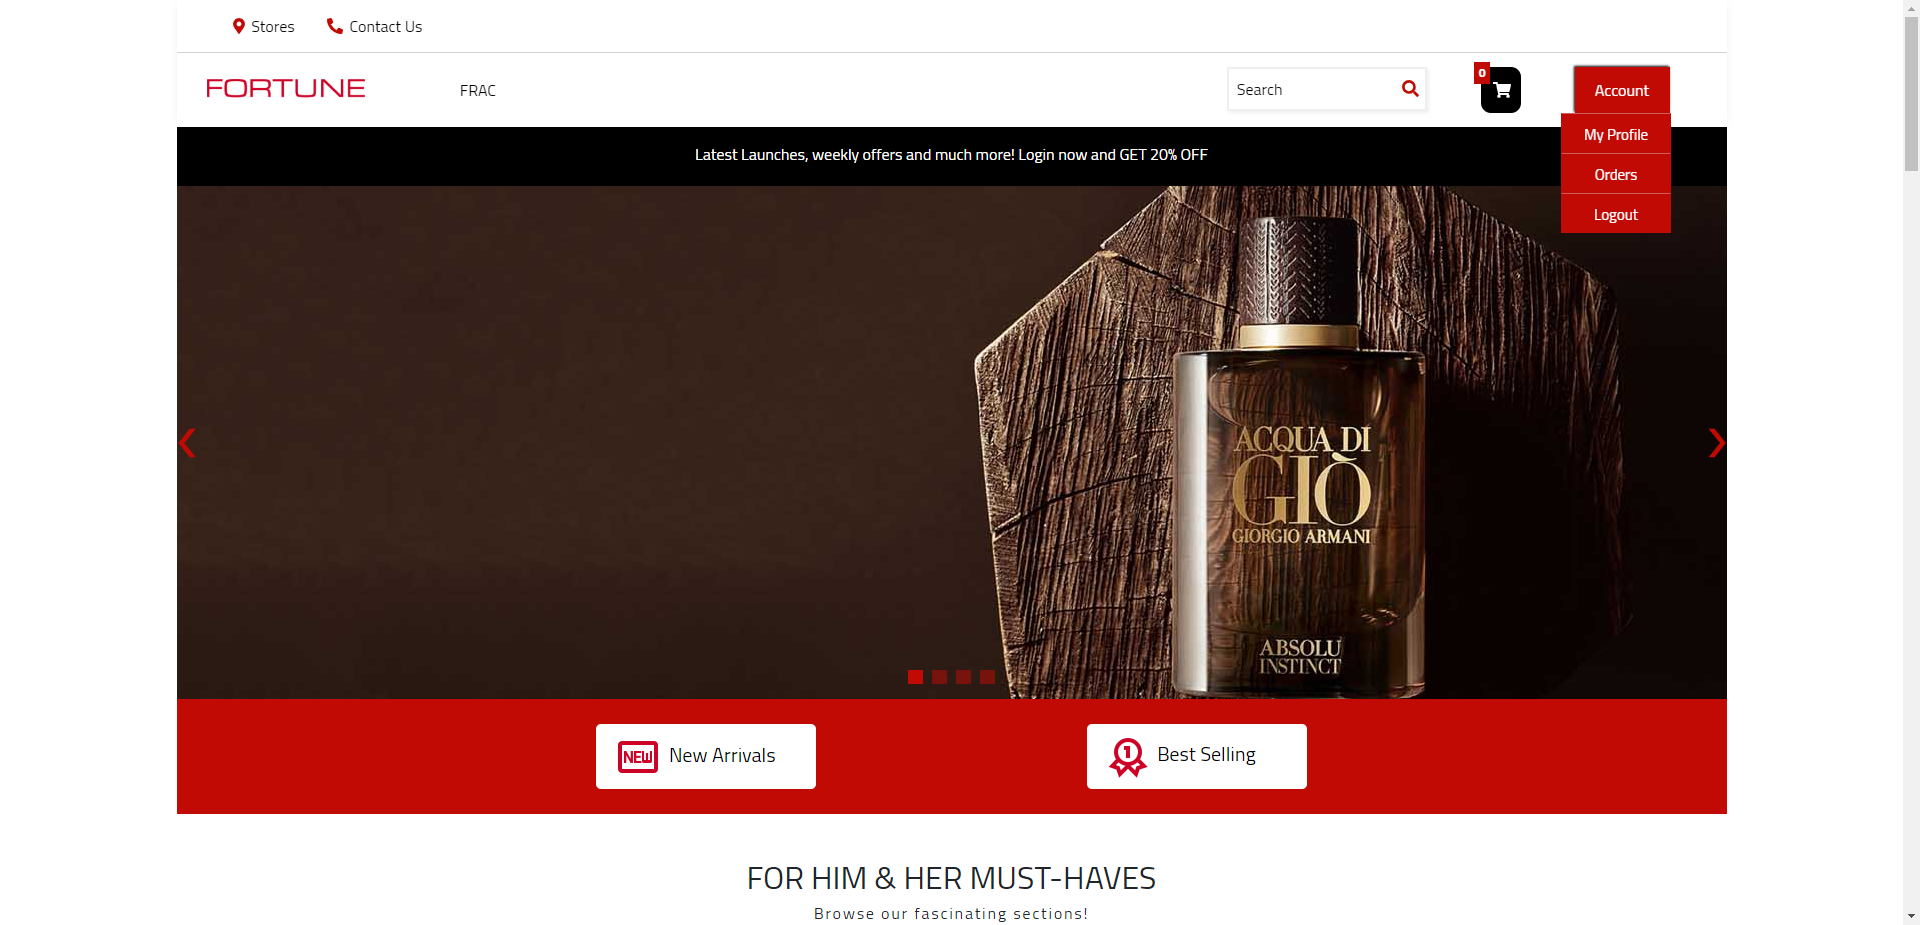 Stores Contact Us
FORTUNE FRAC Search 0 Account
My Profile
Orders
Logout
Latest Launches, weekly offers and much more! Login now and GET 20% OFF
ACQUA DI
GIÒ
GIORGIO ARMANI
ABSOLU
INSTINCT
NEW New Arrivals
1 Best Selling
FOR HIM & HER MUST-HAVES
Browse our fascinating sections!